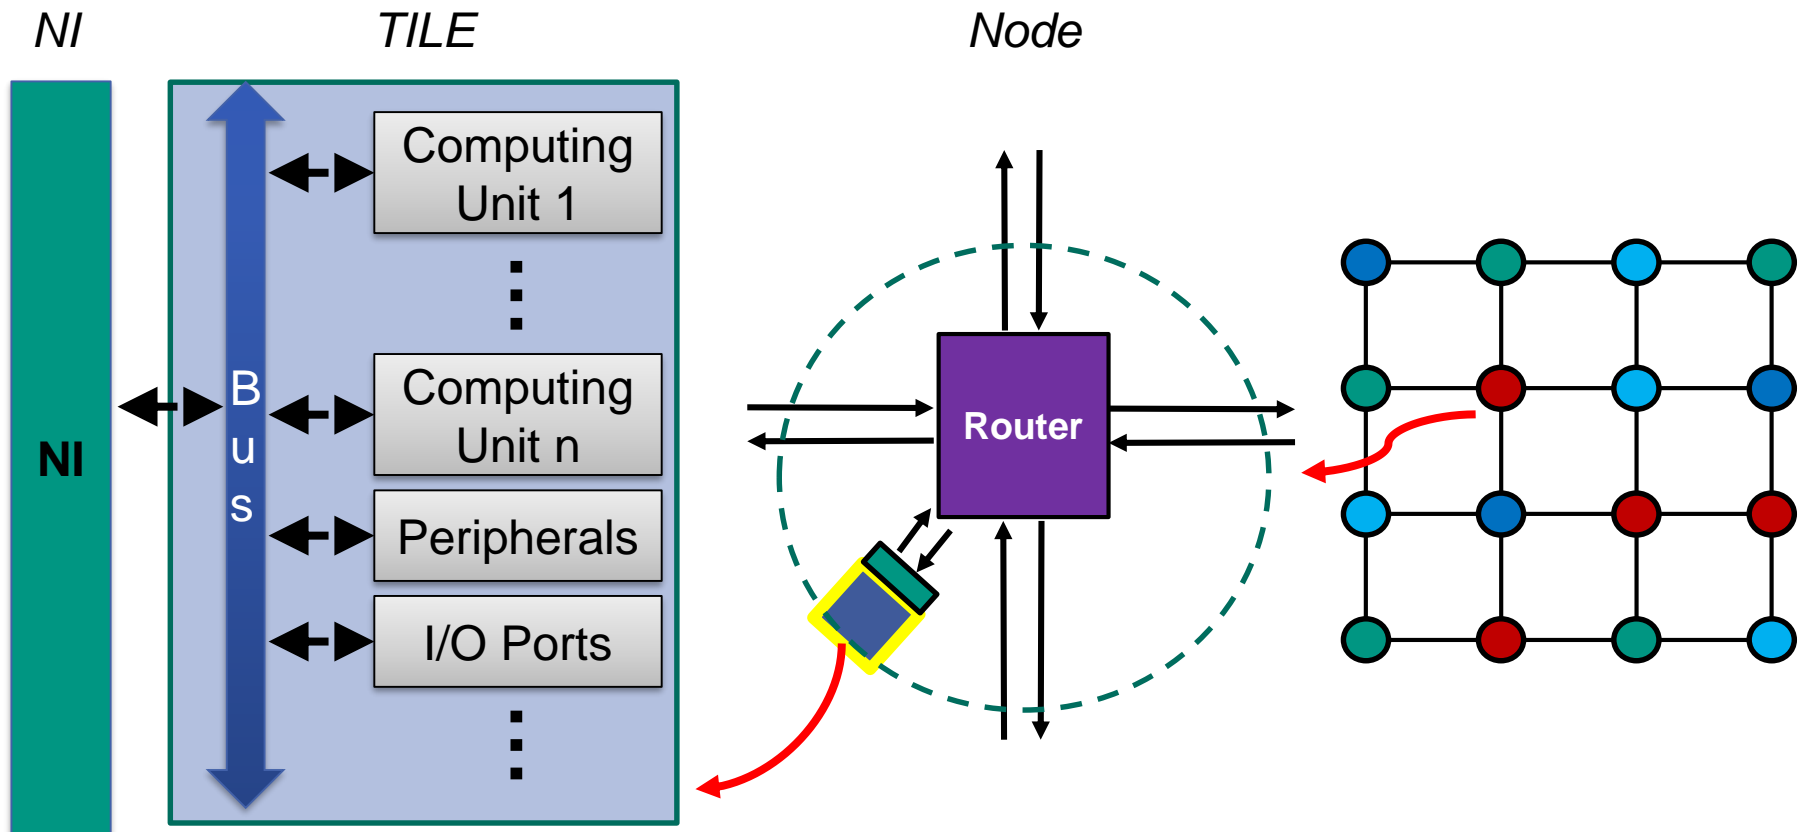 NI
TILE
Node
NI
B
u
s
Computing
Unit 1
Computing
Unit n
Peripherals
I/O Ports
Router